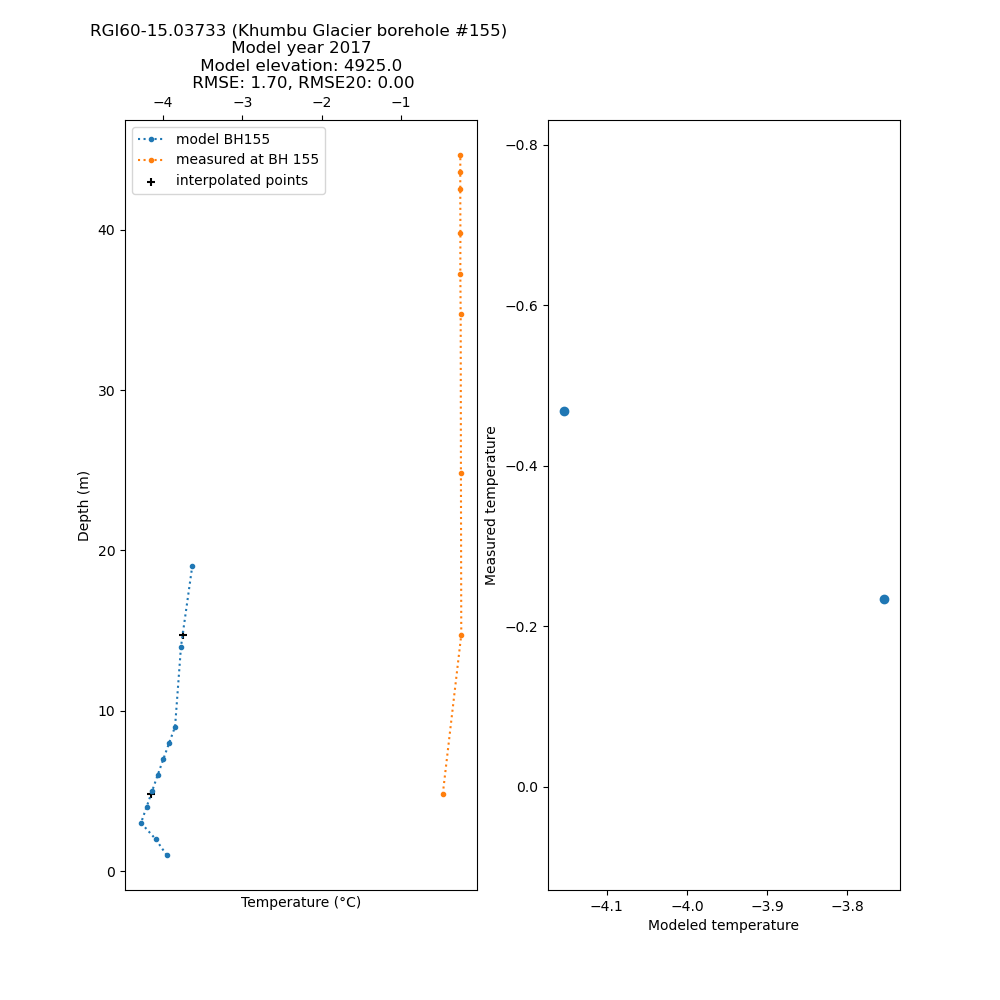 RGI60-15.03733 (Khumbu Glacier borehole #155)
Model year 2017
Model elevation: 4925.0
RMSE: 1.70, RMSE20: 0.00
−4 −3 −2 −1
model BH155
measured at BH 155
interpolated points
40
30
20
10
0
Depth (m)
Temperature (°C)
−0.8
−0.6
−0.4
−0.2
0.0
Measured temperature
−4.1 −4.0 −3.9 −3.8
Modeled temperature